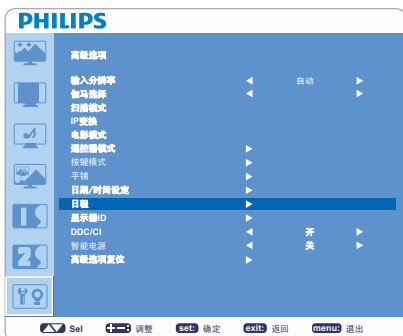 PHILIPS
高级选项
输入分辨率 自动
伽马选择
扫描模式
IP变换
电影模式
遥控器模式
按键模式
平铺
日期/时间设定
日程
显示器ID
DDC/CI 开
智能电源 关
高级选项复位
Sel 调整 set: 确定 exit: 返回 menu: 退出